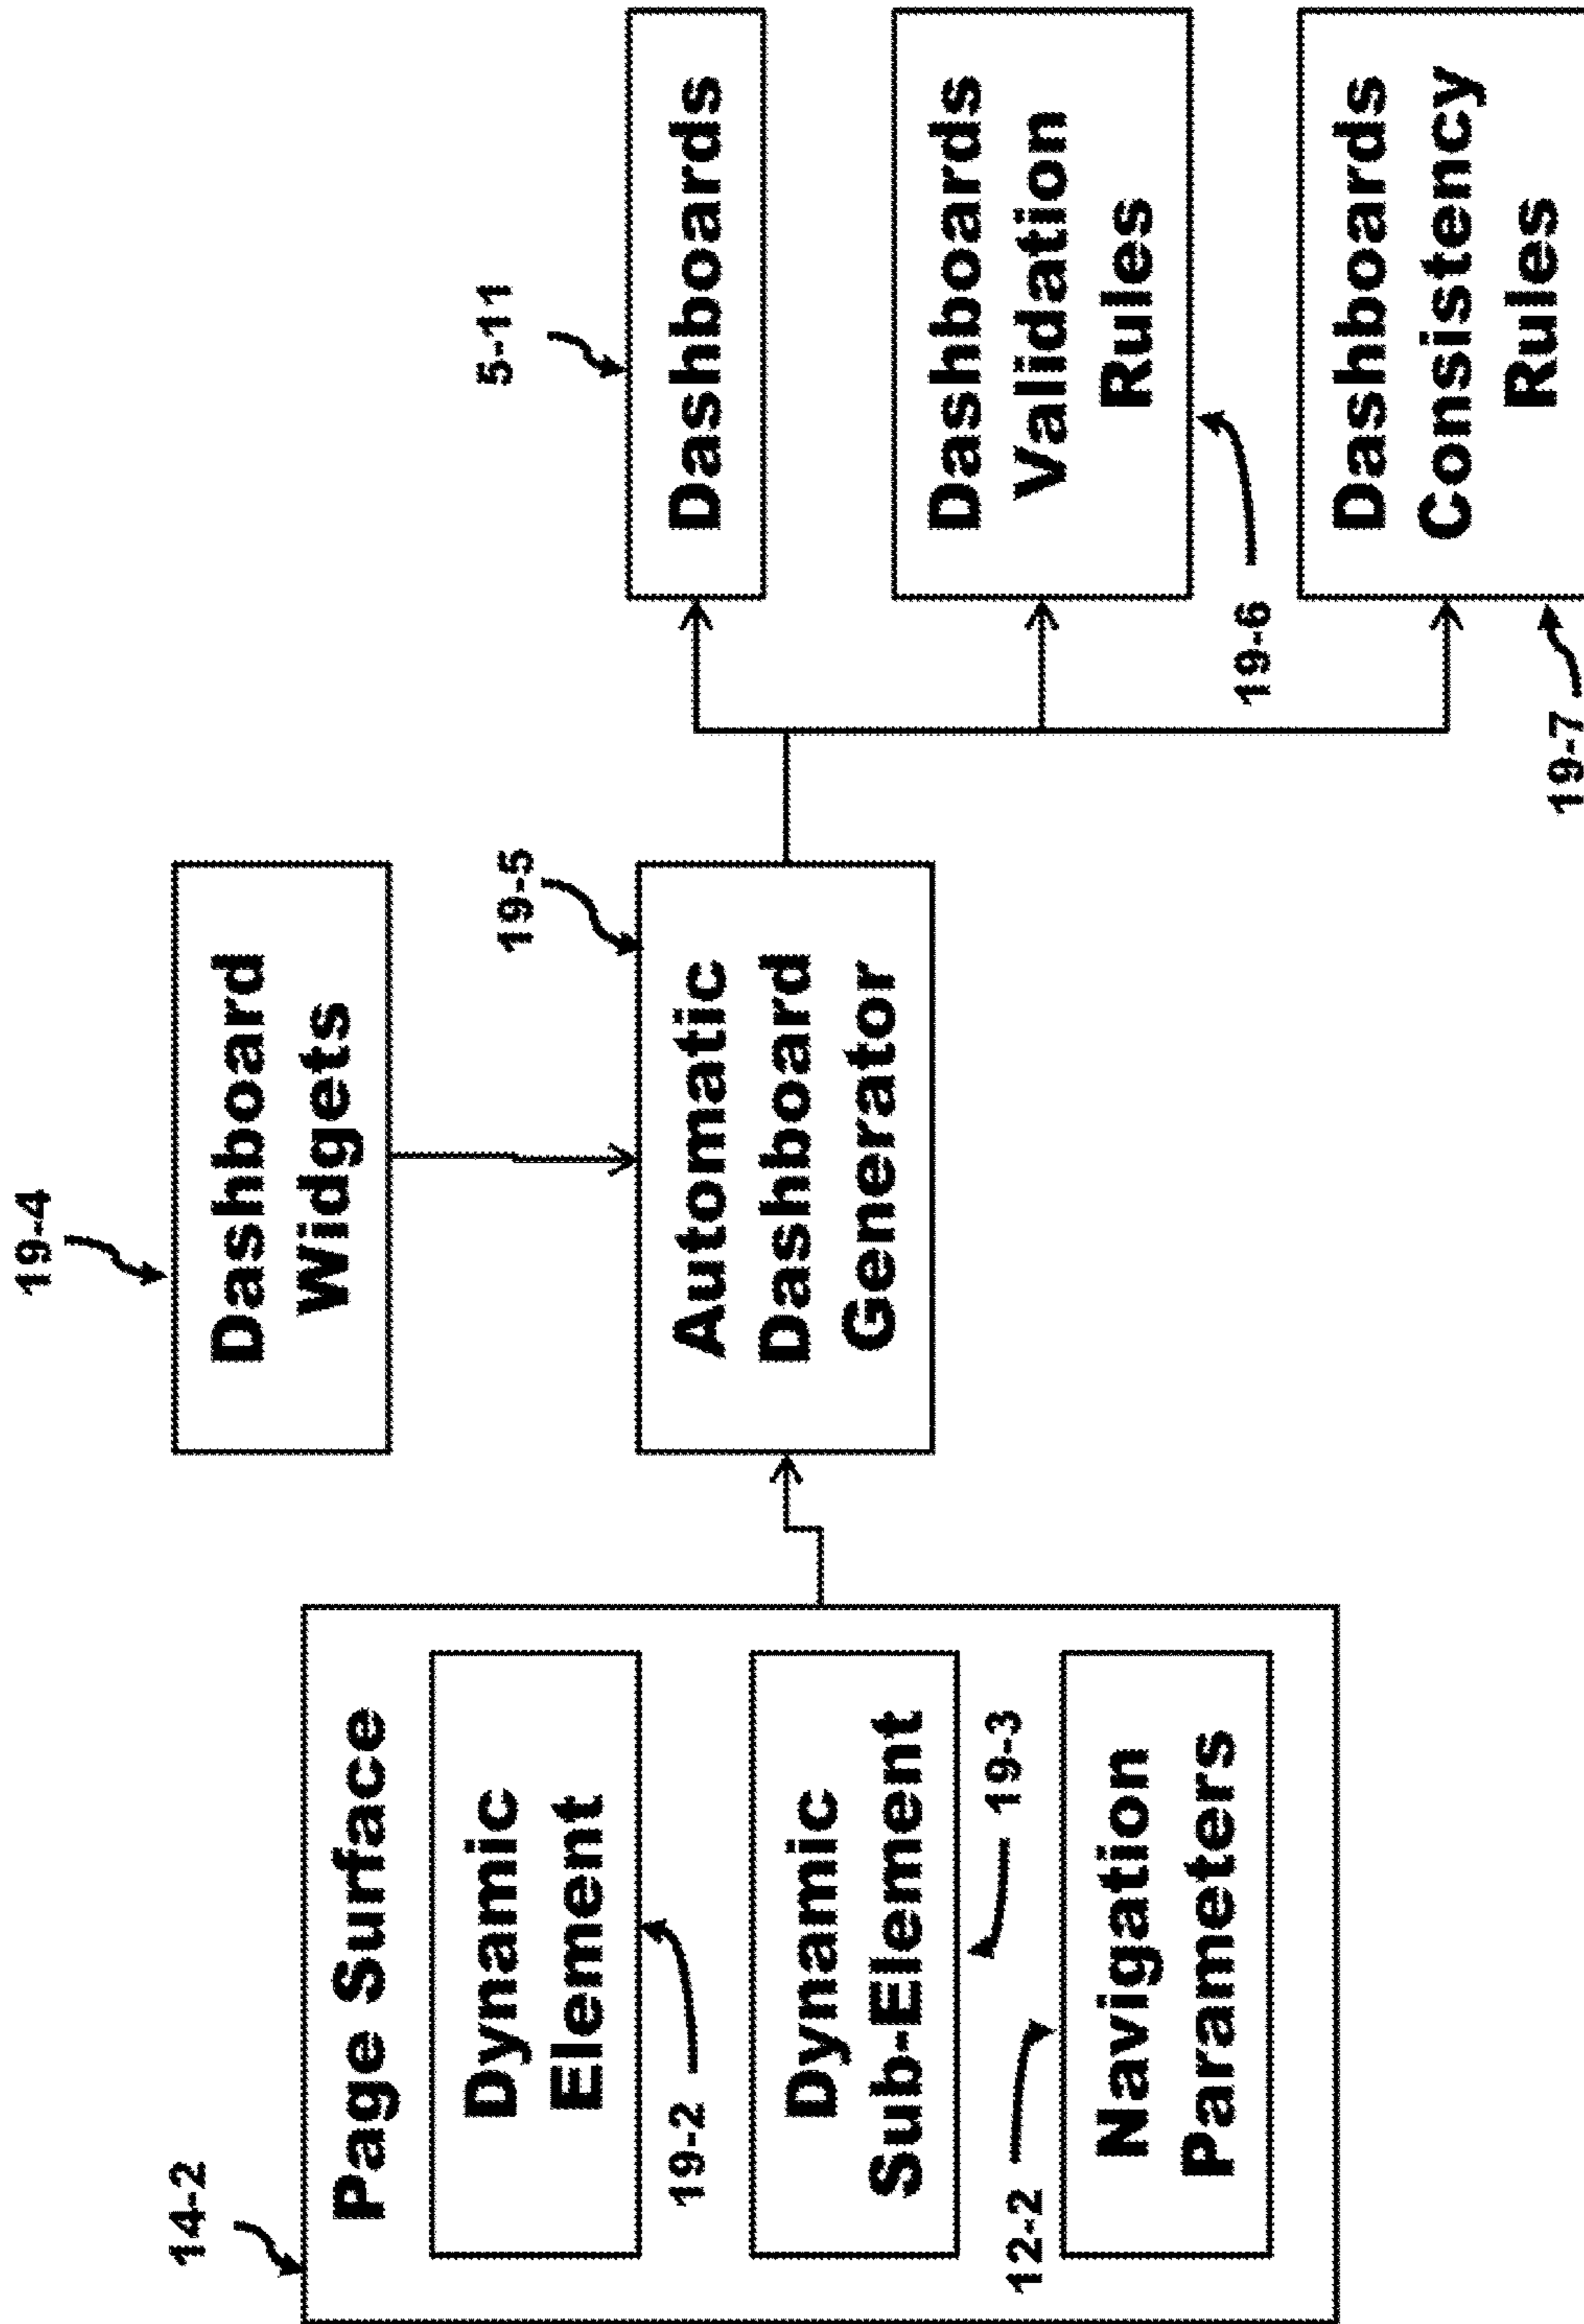 14-2
Page Surface
Dynamic
Element
19-2
Dynamic
Sub-Element
19-3
12-2
Navigation
Parameters
19-4
Dashboard
Widgets
19-5
Automatic
Dashboard
Generator
5-11
Dashboards
Dashboards
Validation
Rules
19-6
Dashboards
Consistency
Rules
19-7